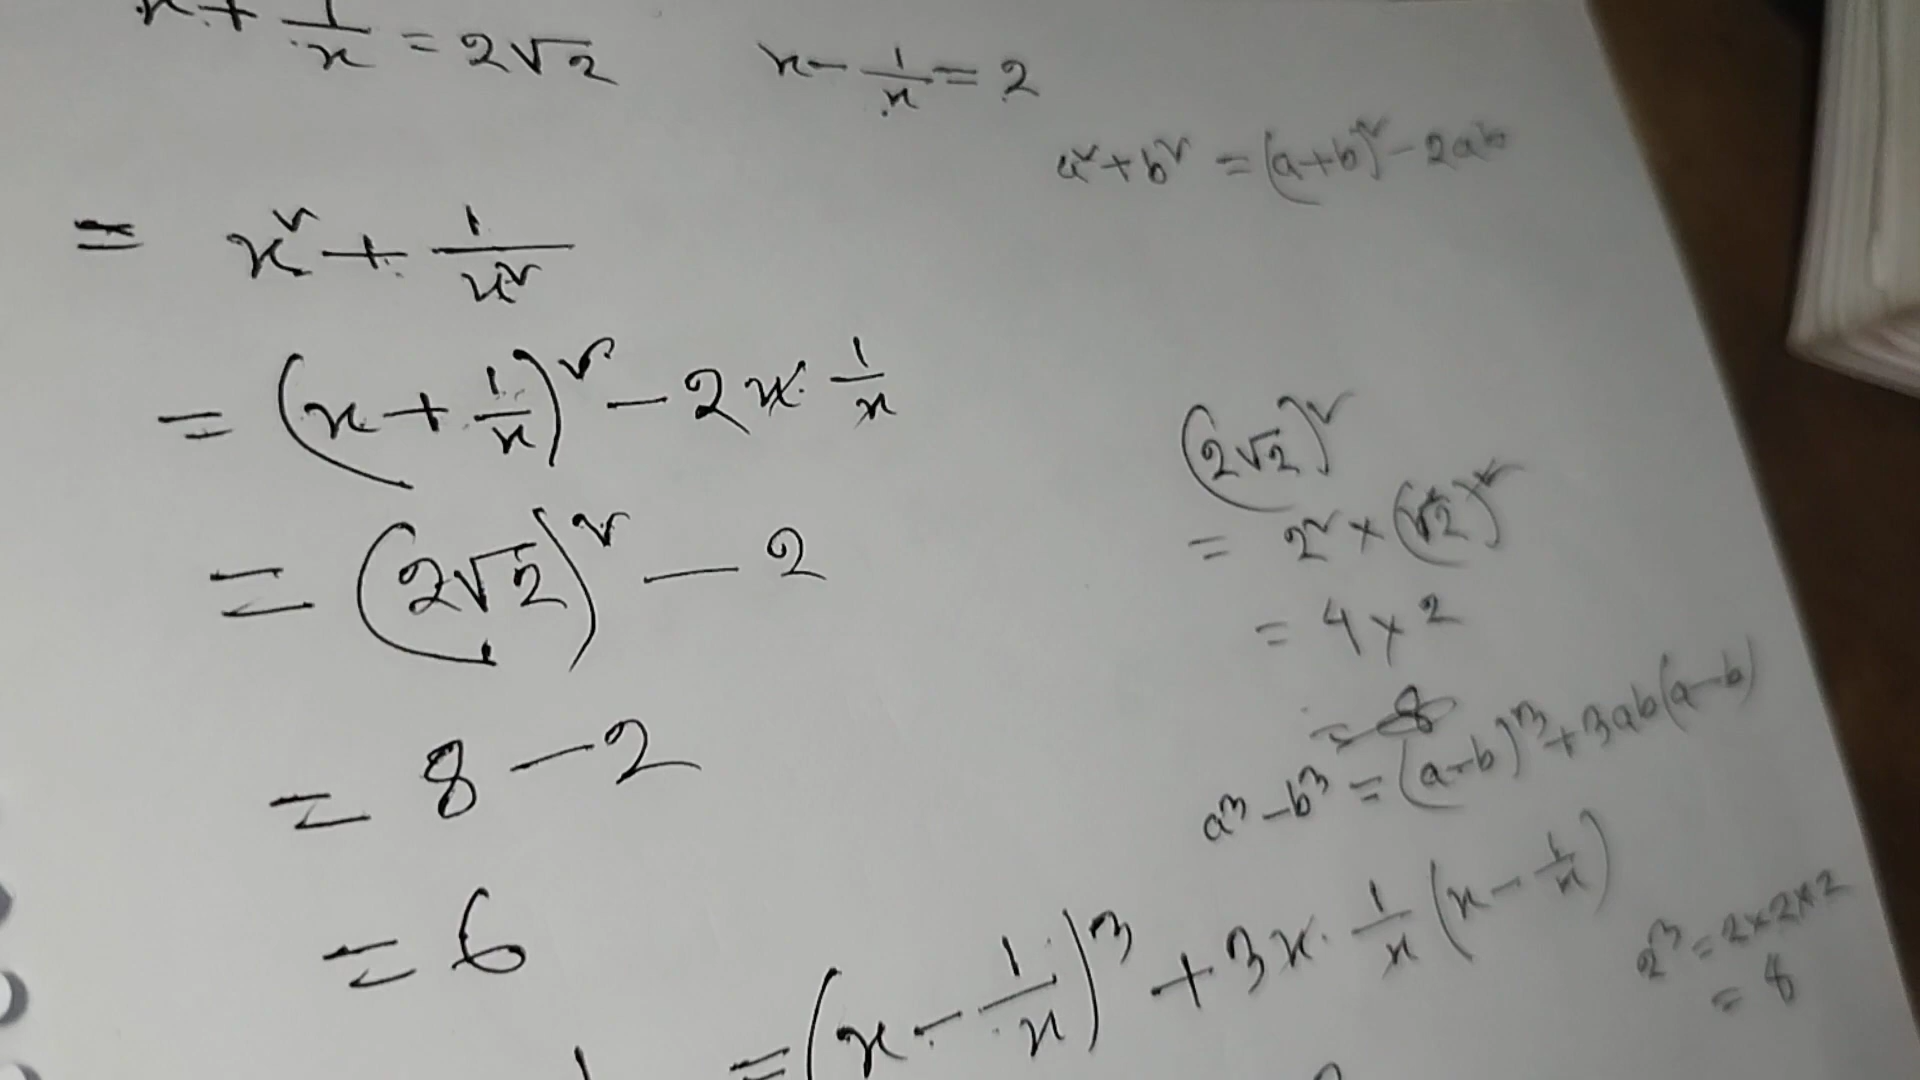 x + 1/x = 2√2    x - 1/x = 2
a² + b² = (a+b)² - 2ab
= x² + 1/x²
= (x + 1/x)² - 2x · 1/x
= (2√2)² - 2
= 8 - 2
= 6
(2√2)²
= 2² × (√2)²
= 4 × 2
= 8
a³ - b³ = (a-b)³ + 3ab(a-b)
= (x - 1/x)³ + 3x · 1/x (x - 1/x)
2³ = 2×2×2
= 8